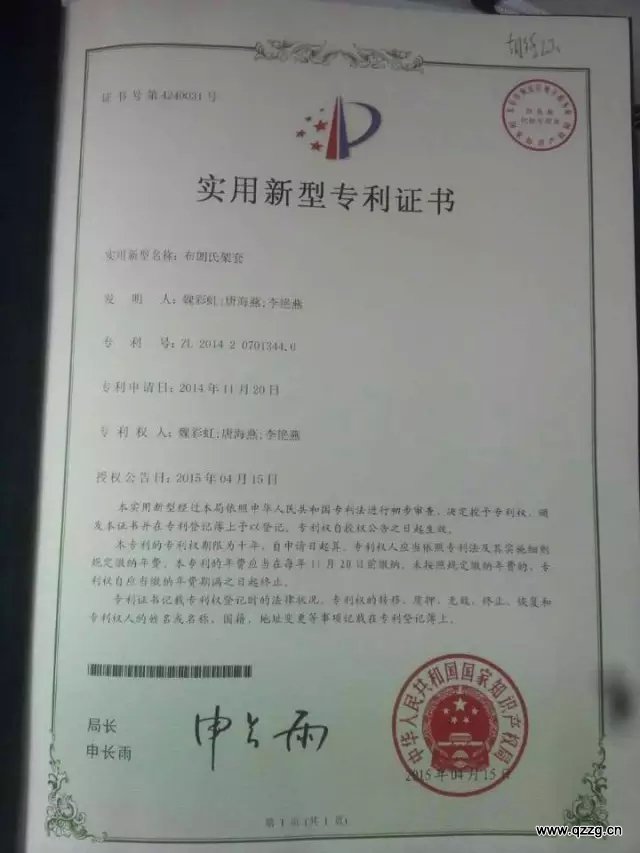 证书号第4240031号
实用新型专利证书
实用新型名称：布朗氏架套
发 明 人：魏彩虹;唐海燕;李艳燕
专 利 号：ZL 2014 2 0701344.0
专利申请日：2014年11月20日
专 利 权 人：魏彩虹;唐海燕;李艳燕
授权公告日：2015年04月15日
本实用新型经过本局依照中华人民共和国专利法进行初步审查，决定授予专利权，颁
发本证书并在专利登记簿上予以登记。专利权自授权公告之日起生效。
本专利的专利权期限为十年，自申请日起算。专利权人应当依照专利法及其实施细则
规定缴纳年费。本专利的年费应当在每年11月20日前缴纳。未按照规定缴纳年费的，专
利权自应当缴纳年费期满之日起终止。
专利证书记载专利权登记时的法律状况。专利权的转移、质押、无效、终止、恢复和
专利权人的姓名或名称、国籍、地址变更等事项记载在专利登记簿上。
局长
申长雨
申长雨
中华人民共和国国家知识产权局
2015年04月15日
第1页(共1页)
www.qzzg.cn